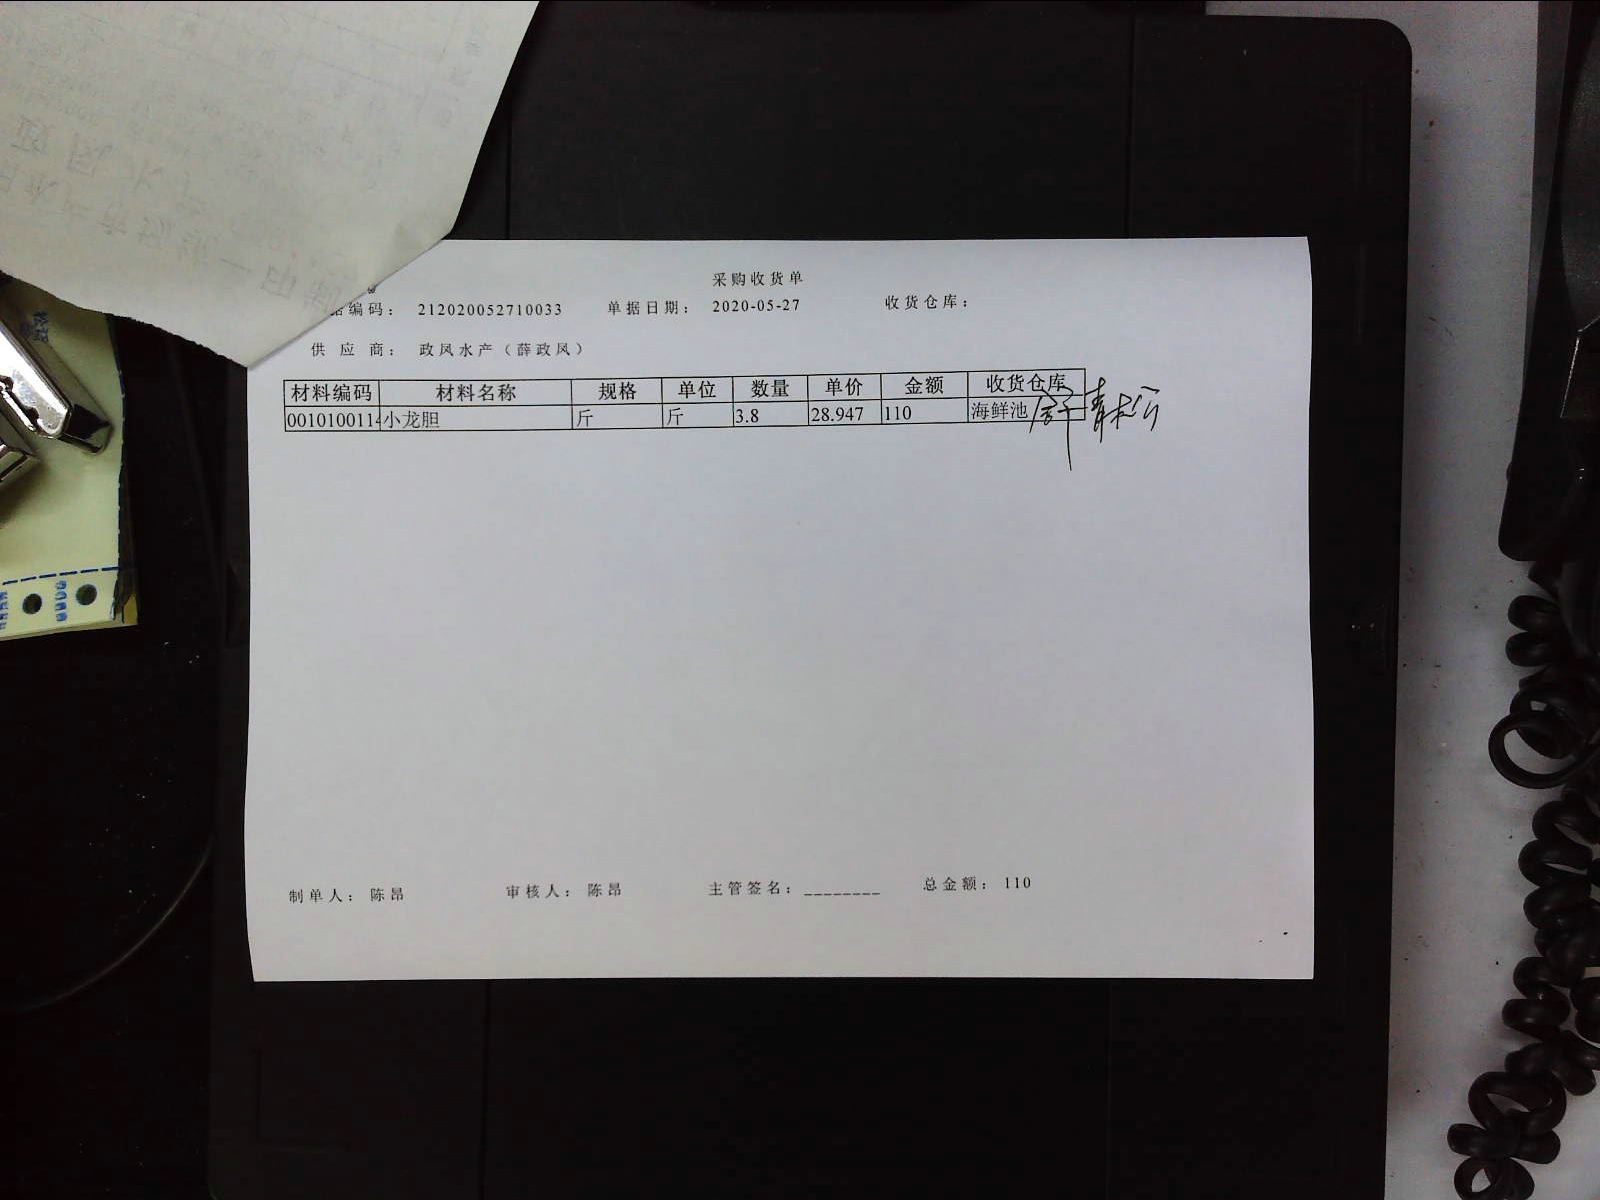 采购收货单
编码： 212020052710033 单据日期： 2020-05-27 收货仓库：
供应商： 政风水产（薛政凤）
材料编码 材料名称 规格 单位 数量 单价 金额 收货仓库
0010100114 小龙胆 斤 斤 3.8 28.947 110 海鲜池
制单人： 陈昂 审核人： 陈昂 主管签名：________ 总金额： 110